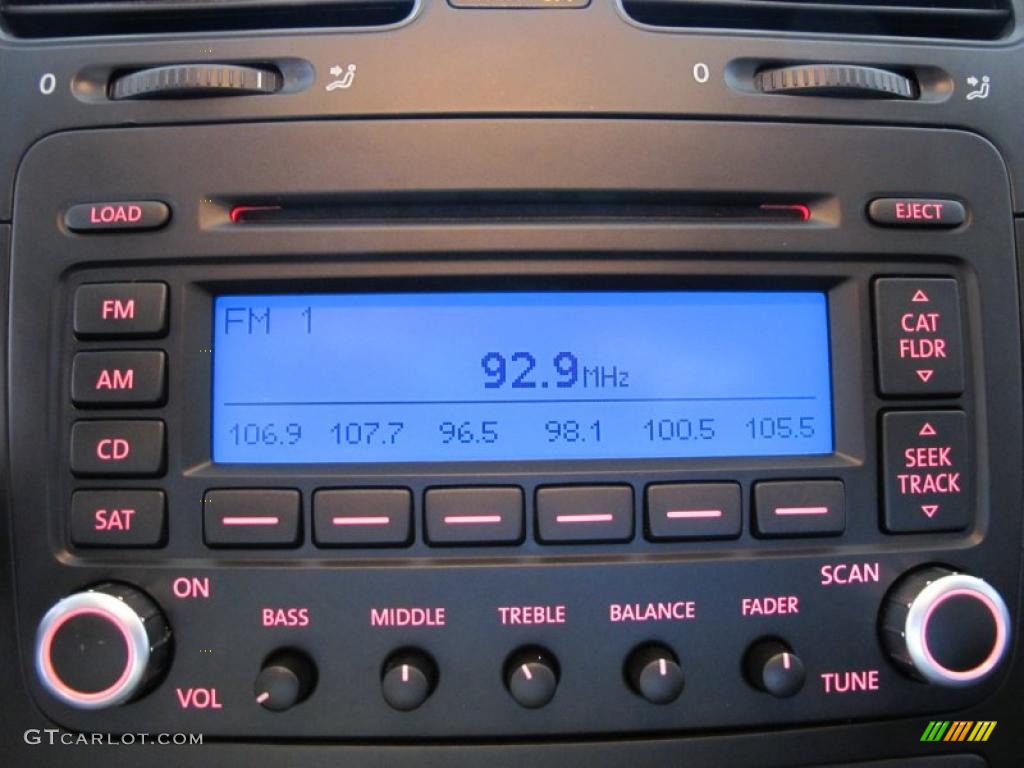 0
0
LOAD
EJECT
FM
AM
CD
SAT
FM 1
92.9 MHz
106.9 107.7 96.5 98.1 100.5 105.5
CAT
FLDR
SEEK
TRACK
ON
SCAN
BASS MIDDLE TREBLE BALANCE FADER
VOL
TUNE
GTCARLOT.COM